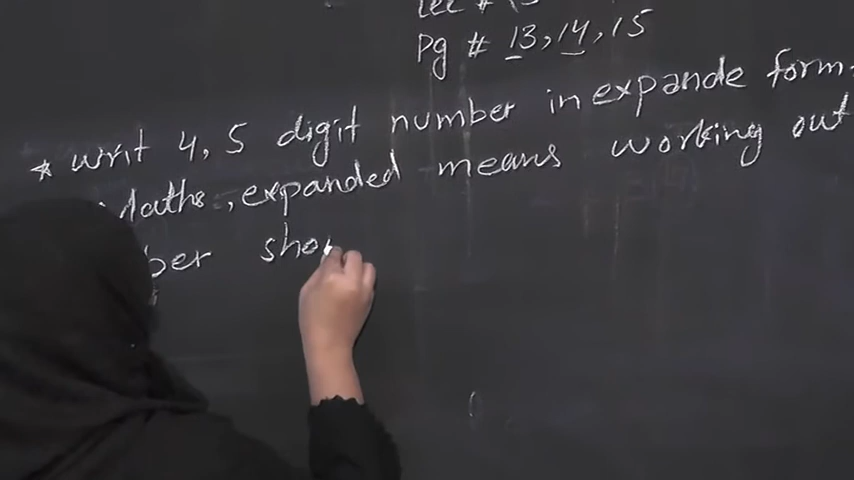 Lec #
Pg # 13, 14, 15
* writ 4, 5 digit number in expande form.
Maths, expanded means working out
ber sho